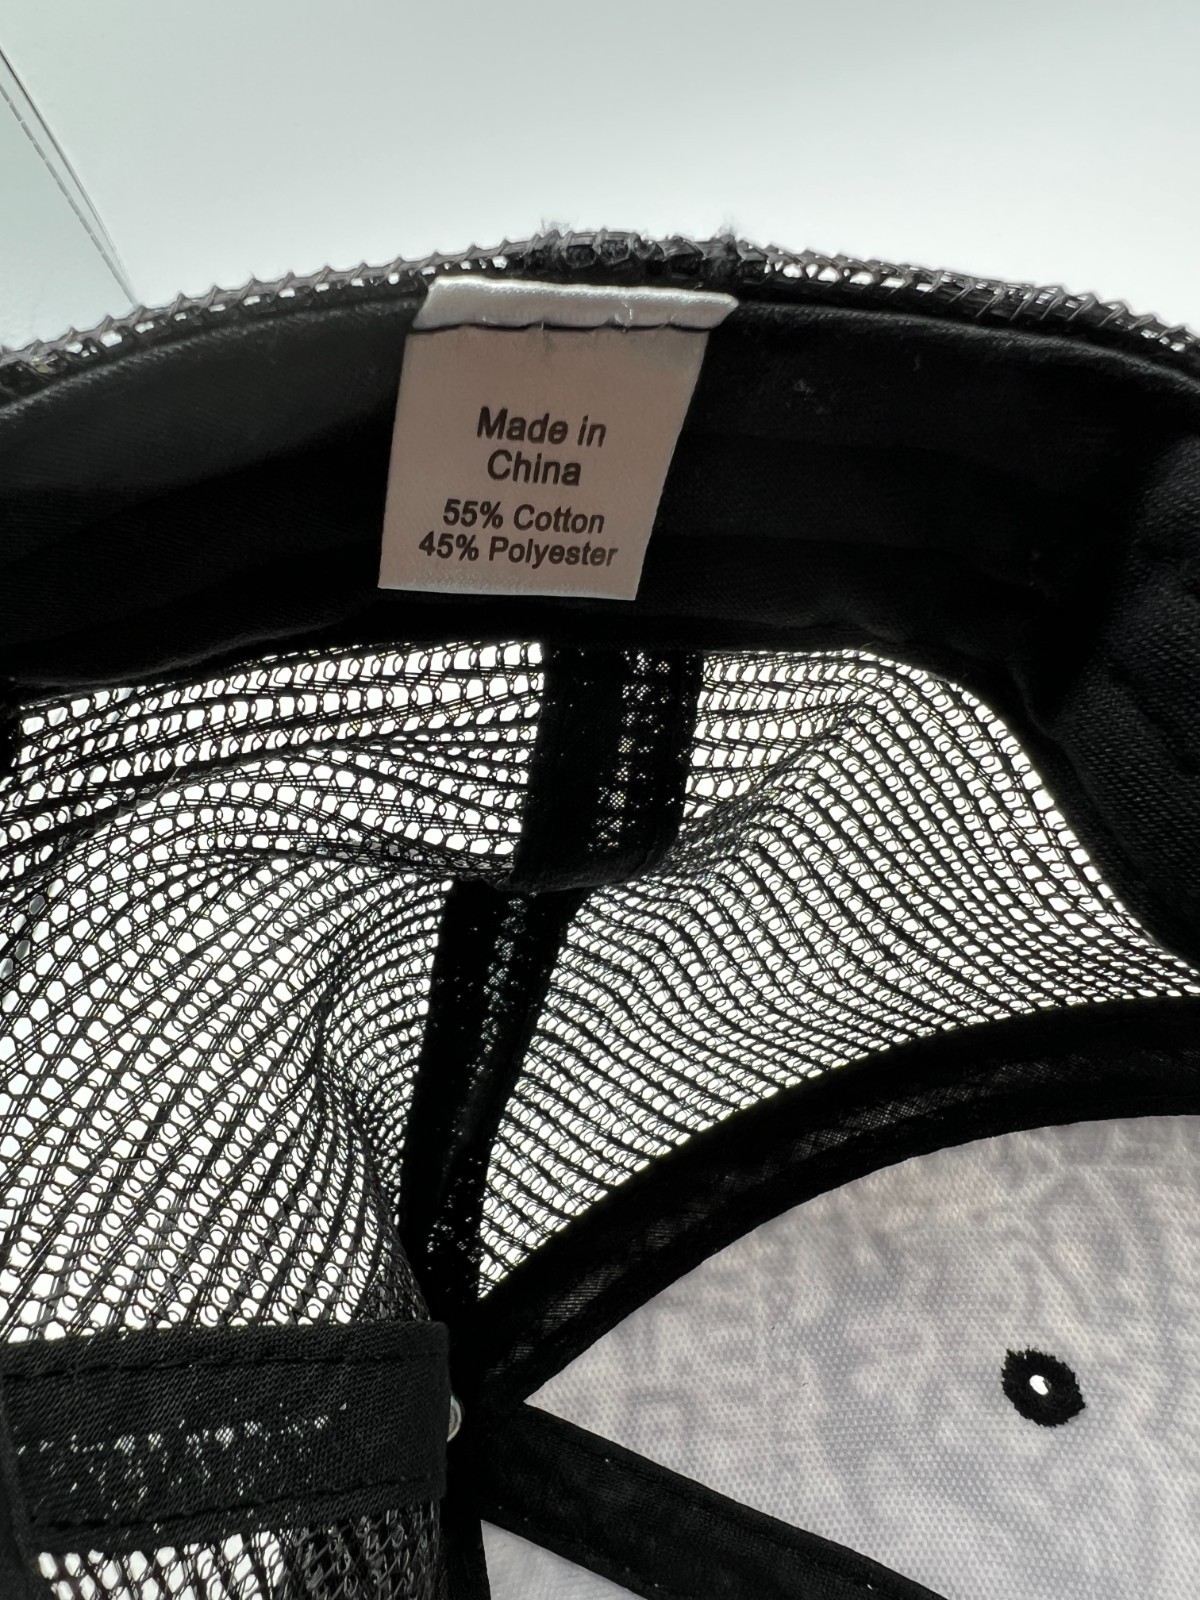 Made in
China
55% Cotton
45% Polyester